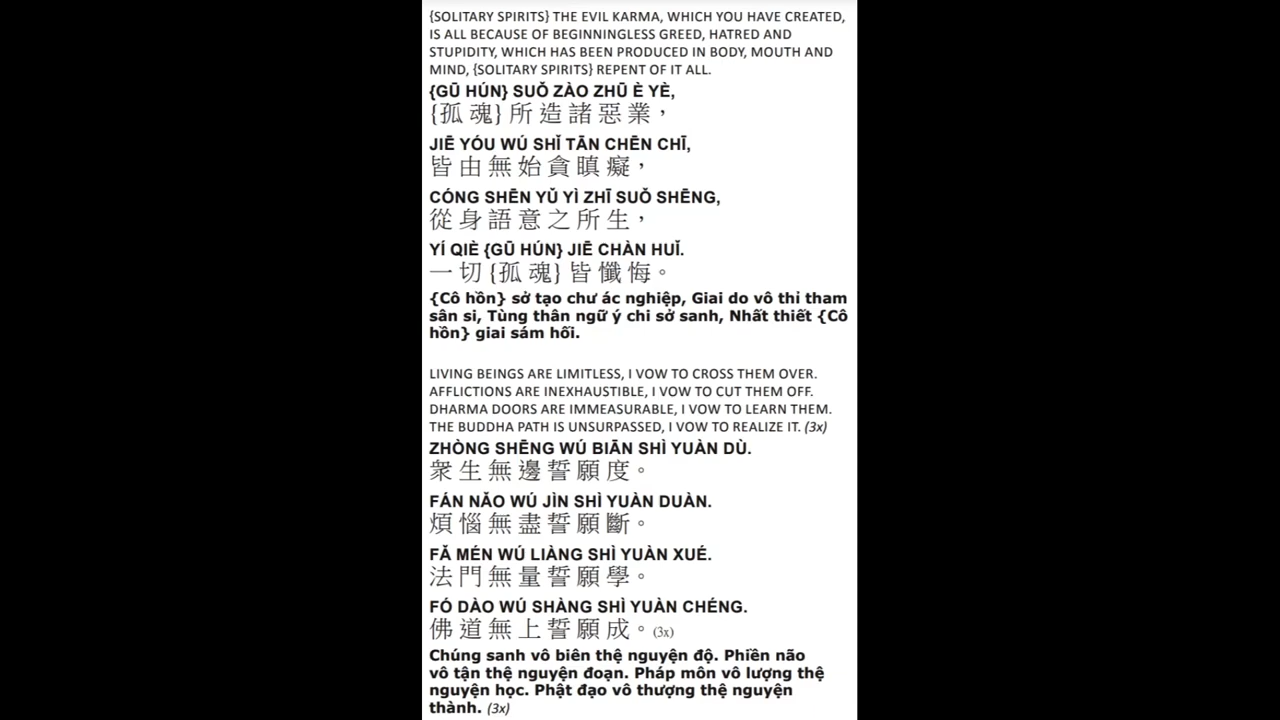 {SOLITARY SPIRITS} THE EVIL KARMA, WHICH YOU HAVE CREATED,
IS ALL BECAUSE OF BEGINNINGLESS GREED, HATRED AND
STUPIDITY, WHICH HAS BEEN PRODUCED IN BODY, MOUTH AND
MIND, {SOLITARY SPIRITS} REPENT OF IT ALL.
{GŪ HÚN} SUǑ ZÀO ZHŪ È YÈ,
{孤 魂} 所 造 諸 惡 業，
JIĒ YÓU WÚ SHǏ TĀN CHĒN CHĪ,
皆 由 無 始 貪 瞋 癡，
CÓNG SHĒN YǓ YÌ ZHĪ SUǑ SHĒNG,
從 身 語 意 之 所 生，
YÍ QIÈ {GŪ HÚN} JIĒ CHÀN HUǏ.
一 切 {孤 魂} 皆 懺 悔。
{Cô hồn} sở tạo chư ác nghiệp, Giai do vô thỉ tham
sân si, Tùng thân ngữ ý chi sở sanh, Nhất thiết {Cô
hồn} giai sám hối.
LIVING BEINGS ARE LIMITLESS, I VOW TO CROSS THEM OVER.
AFFLICTIONS ARE INEXHAUSTIBLE, I VOW TO CUT THEM OFF.
DHARMA DOORS ARE IMMEASURABLE, I VOW TO LEARN THEM.
THE BUDDHA PATH IS UNSURPASSED, I VOW TO REALIZE IT. (3x)
ZHÒNG SHĒNG WÚ BIĀN SHÌ YUÀN DÙ.
眾 生 無 邊 誓 願 度。
FÁN NǍO WÚ JÌN SHÌ YUÀN DUÀN.
煩 惱 無 盡 誓 願 斷。
FǍ MÉN WÚ LIÀNG SHÌ YUÀN XUÉ.
法 門 無 量 誓 願 學。
FÓ DÀO WÚ SHÀNG SHÌ YUÀN CHÉNG.
佛 道 無 上 誓 願 成。(3x)
Chúng sanh vô biên thệ nguyện độ. Phiền não
vô tận thệ nguyện đoạn. Pháp môn vô lượng thệ
nguyện học. Phật đạo vô thượng thệ nguyện
thành. (3x)